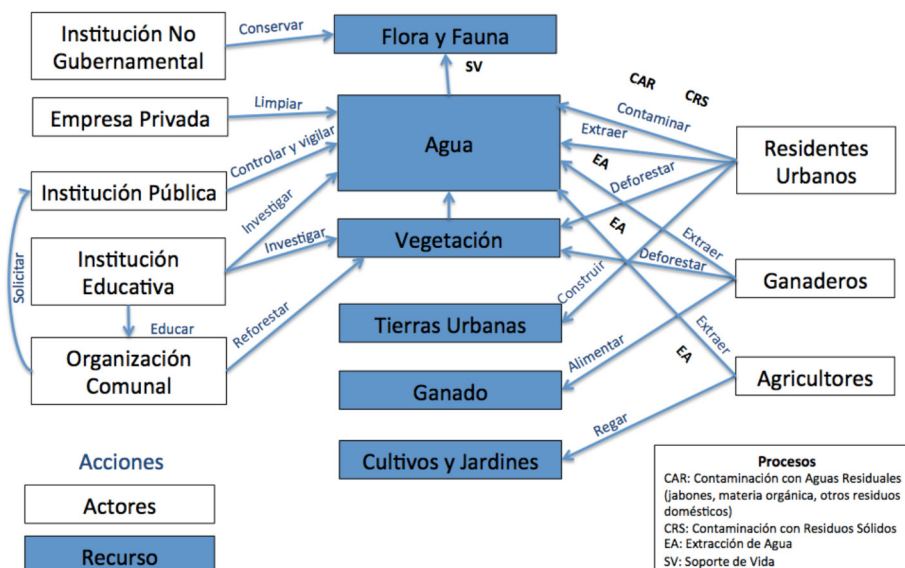 Institución No
Gubernamental
Conservar
Flora y Fauna
SV
CAR
CRS
Empresa Privada
Limpiar
Agua
Contaminar
Extraer
Residentes
Urbanos
Controlar y vigilar
EA
Deforestar
Institución Pública
Investigar
EA
Solicitar
Institución
Educativa
Investigar
Vegetación
Extraer
Deforestar
Ganaderos
Educar
Reforestar
Construir
Tierras Urbanas
Extraer
Organización
Comunal
Alimentar
EA
Ganado
Agricultores
Regar
Cultivos y Jardines
Acciones
Actores
Recurso
Procesos
CAR: Contaminación con Aguas Residuales
(jabones, materia orgánica, otros residuos
domésticos)
CRS: Contaminación con Residuos Sólidos
EA: Extracción de Agua
SV: Soporte de Vida